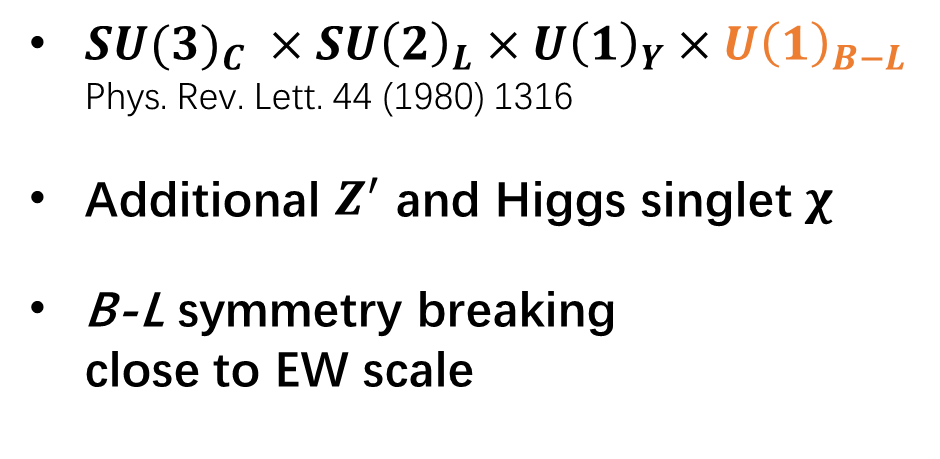 • SU(3)_C × SU(2)_L × U(1)_Y × U(1)_{B−L}
Phys. Rev. Lett. 44 (1980) 1316
• Additional Z′ and Higgs singlet χ
• B-L symmetry breaking
close to EW scale